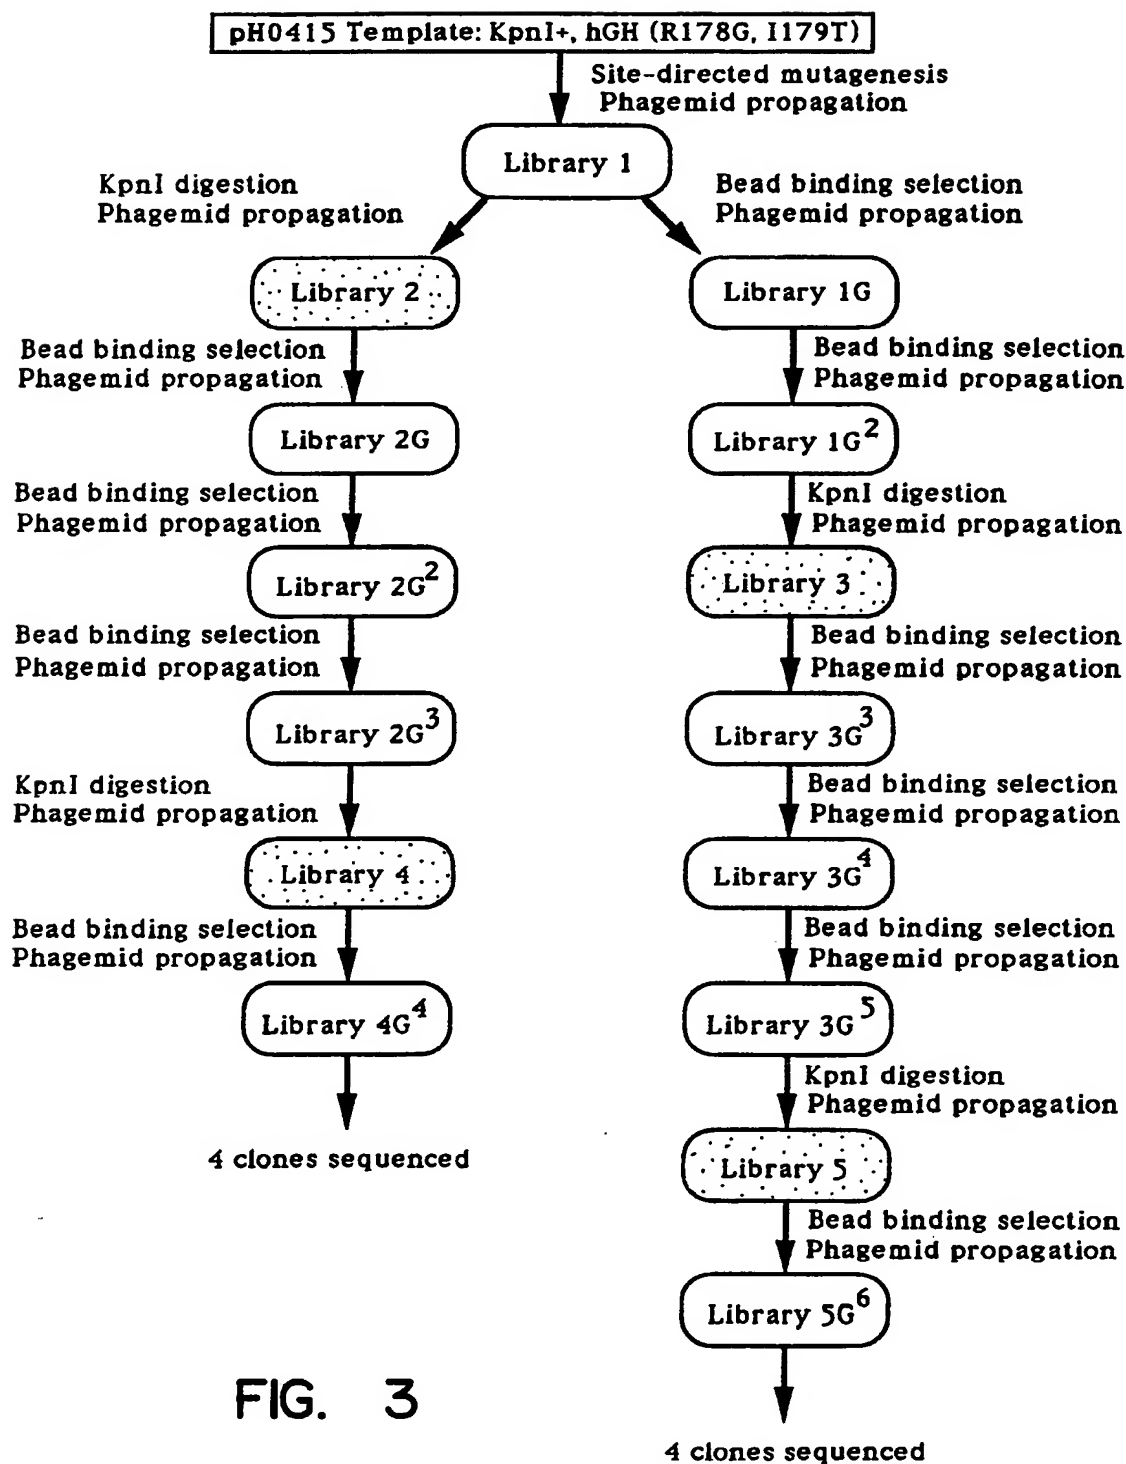 pH0415 Template: KpnI+, hGH (R178G, I179T)
Site-directed mutagenesis
Phagemid propagation
Library 1
KpnI digestion
Phagemid propagation
Bead binding selection
Phagemid propagation
Library 2
Library 1G
Bead binding selection
Phagemid propagation
Bead binding selection
Phagemid propagation
Library 2G
Library 1G²
Bead binding selection
Phagemid propagation
KpnI digestion
Phagemid propagation
Library 2G²
Library 3
Bead binding selection
Phagemid propagation
Bead binding selection
Phagemid propagation
Library 2G³
Library 3G³
KpnI digestion
Phagemid propagation
Bead binding selection
Phagemid propagation
Library 4
Library 3G⁴
Bead binding selection
Phagemid propagation
Bead binding selection
Phagemid propagation
Library 4G⁴
Library 3G⁵
KpnI digestion
Phagemid propagation
4 clones sequenced
Library 5
Bead binding selection
Phagemid propagation
Library 5G⁶
FIG. 3
4 clones sequenced